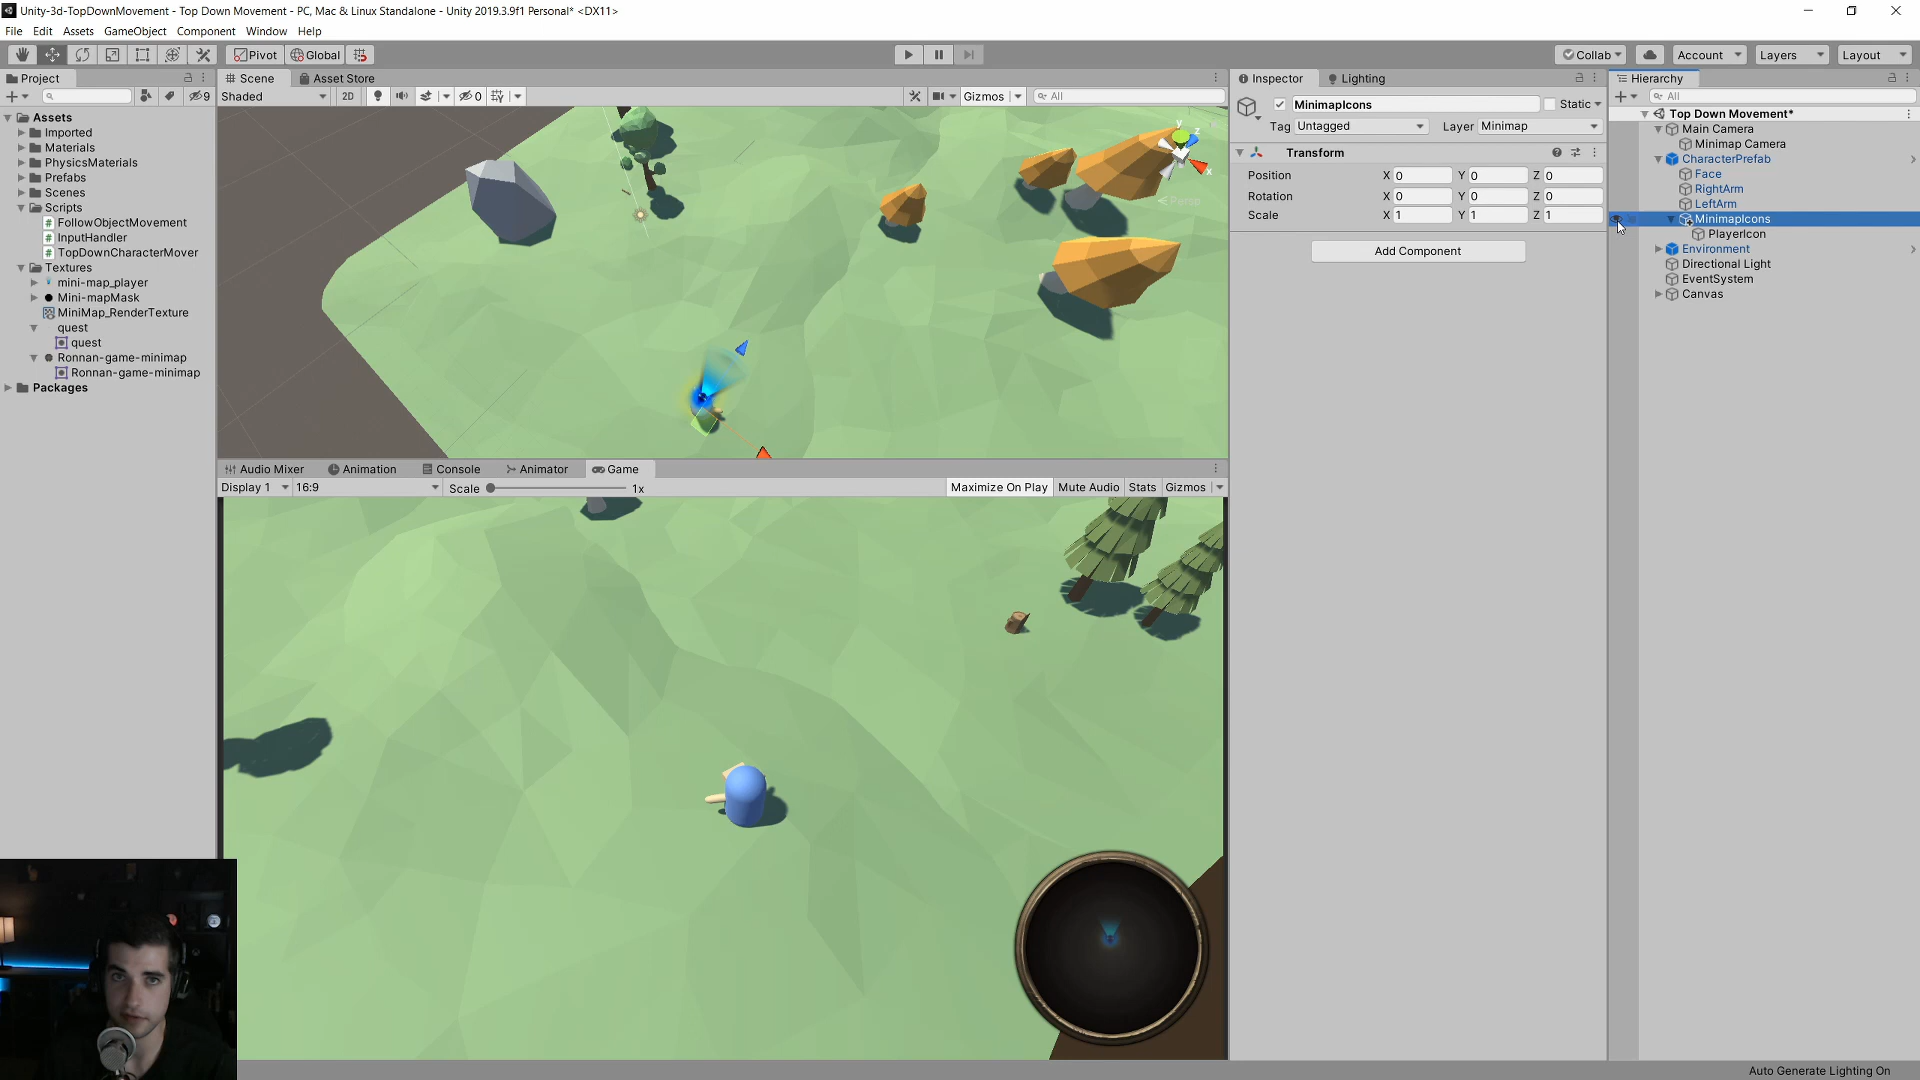 Unity-3d-TopDownMovement - Top Down Movement - PC, Mac & Linux Standalone - Unity 2019.3.9f1 Personal* <DX11>
File Edit Assets GameObject Component Window Help
Pivot Global Collab Account Layers Layout
Project
9
Assets
Imported
Materials
PhysicsMaterials
Prefabs
Scenes
Scripts
FollowObjectMovement
InputHandler
TopDownCharacterMover
Textures
mini-map_player
Mini-mapMask
MiniMap_RenderTexture
quest
quest
Ronnan-game-minimap
Ronnan-game-minimap
Packages
Scene Asset Store
Shaded 2D 0 Gizmos All
y
z
x
Persp
Audio Mixer Animation Console Animator Game
Display 1 16:9 Scale 1x Maximize On Play Mute Audio Stats Gizmos
Inspector Lighting
MinimapIcons Static
Tag Untagged Layer Minimap
Transform
Position X 0 Y 0 Z 0
Rotation X 0 Y 0 Z 0
Scale X 1 Y 1 Z 1
Add Component
Hierarchy
All
Top Down Movement*
Main Camera
Minimap Camera
CharacterPrefab
Face
RightArm
LeftArm
MinimapIcons
PlayerIcon
Environment
Directional Light
EventSystem
Canvas
Auto Generate Lighting On